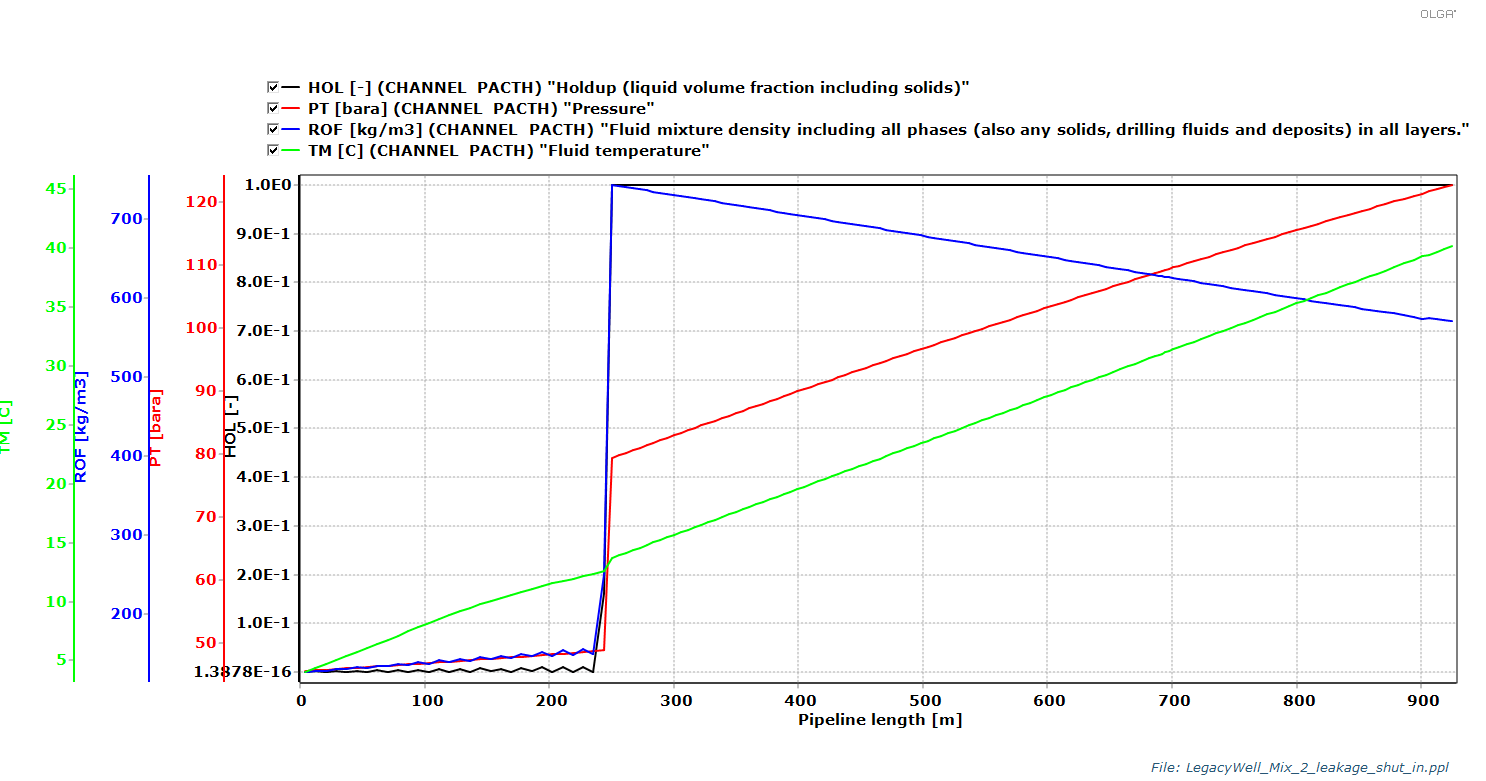 OLGA
HOL [-] (CHANNEL PACTH) "Holdup (liquid volume fraction including solids)"
PT [bara] (CHANNEL PACTH) "Pressure"
ROF [kg/m3] (CHANNEL PACTH) "Fluid mixture density including all phases (also any solids, drilling fluids and deposits) in all layers."
TM [C] (CHANNEL PACTH) "Fluid temperature"
TM [C]
45
40
35
30
25
20
15
10
5
ROF [kg/m3]
700
600
500
400
300
200
PT [bara]
120
110
100
90
80
70
60
50
HOL [-]
1.0E0
9.0E-1
8.0E-1
7.0E-1
6.0E-1
5.0E-1
4.0E-1
3.0E-1
2.0E-1
1.0E-1
1.3878E-16
0 100 200 300 400 500 600 700 800 900
Pipeline length [m]
File: LegacyWell_Mix_2_leakage_shut_in.ppl